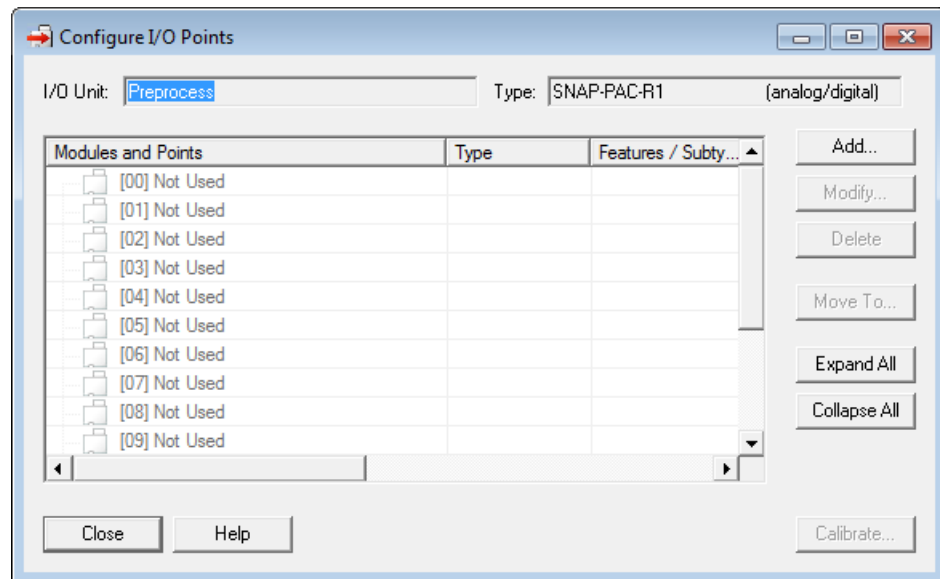 Configure I/O Points
I/O Unit: Preprocess Type: SNAP-PAC-R1 (analog/digital)
Modules and Points Type Features / Subty...
[00] Not Used
[01] Not Used
[02] Not Used
[03] Not Used
[04] Not Used
[05] Not Used
[06] Not Used
[07] Not Used
[08] Not Used
[09] Not Used
Add...
Modify...
Delete
Move To...
Expand All
Collapse All
Close Help Calibrate...